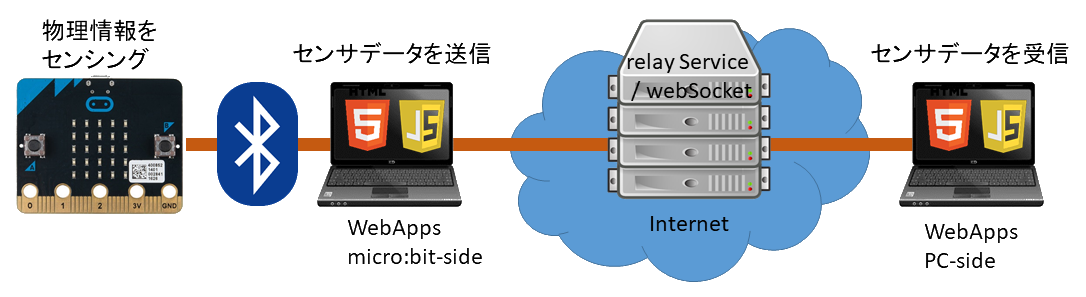 物理情報を
センシング
センサデータを送信
relay Service
/ webSocket
センサデータを受信
HTML
5
JS
HTML
5
JS
0
1
2
3V
GND
WebApps
micro:bit-side
Internet
WebApps
PC-side